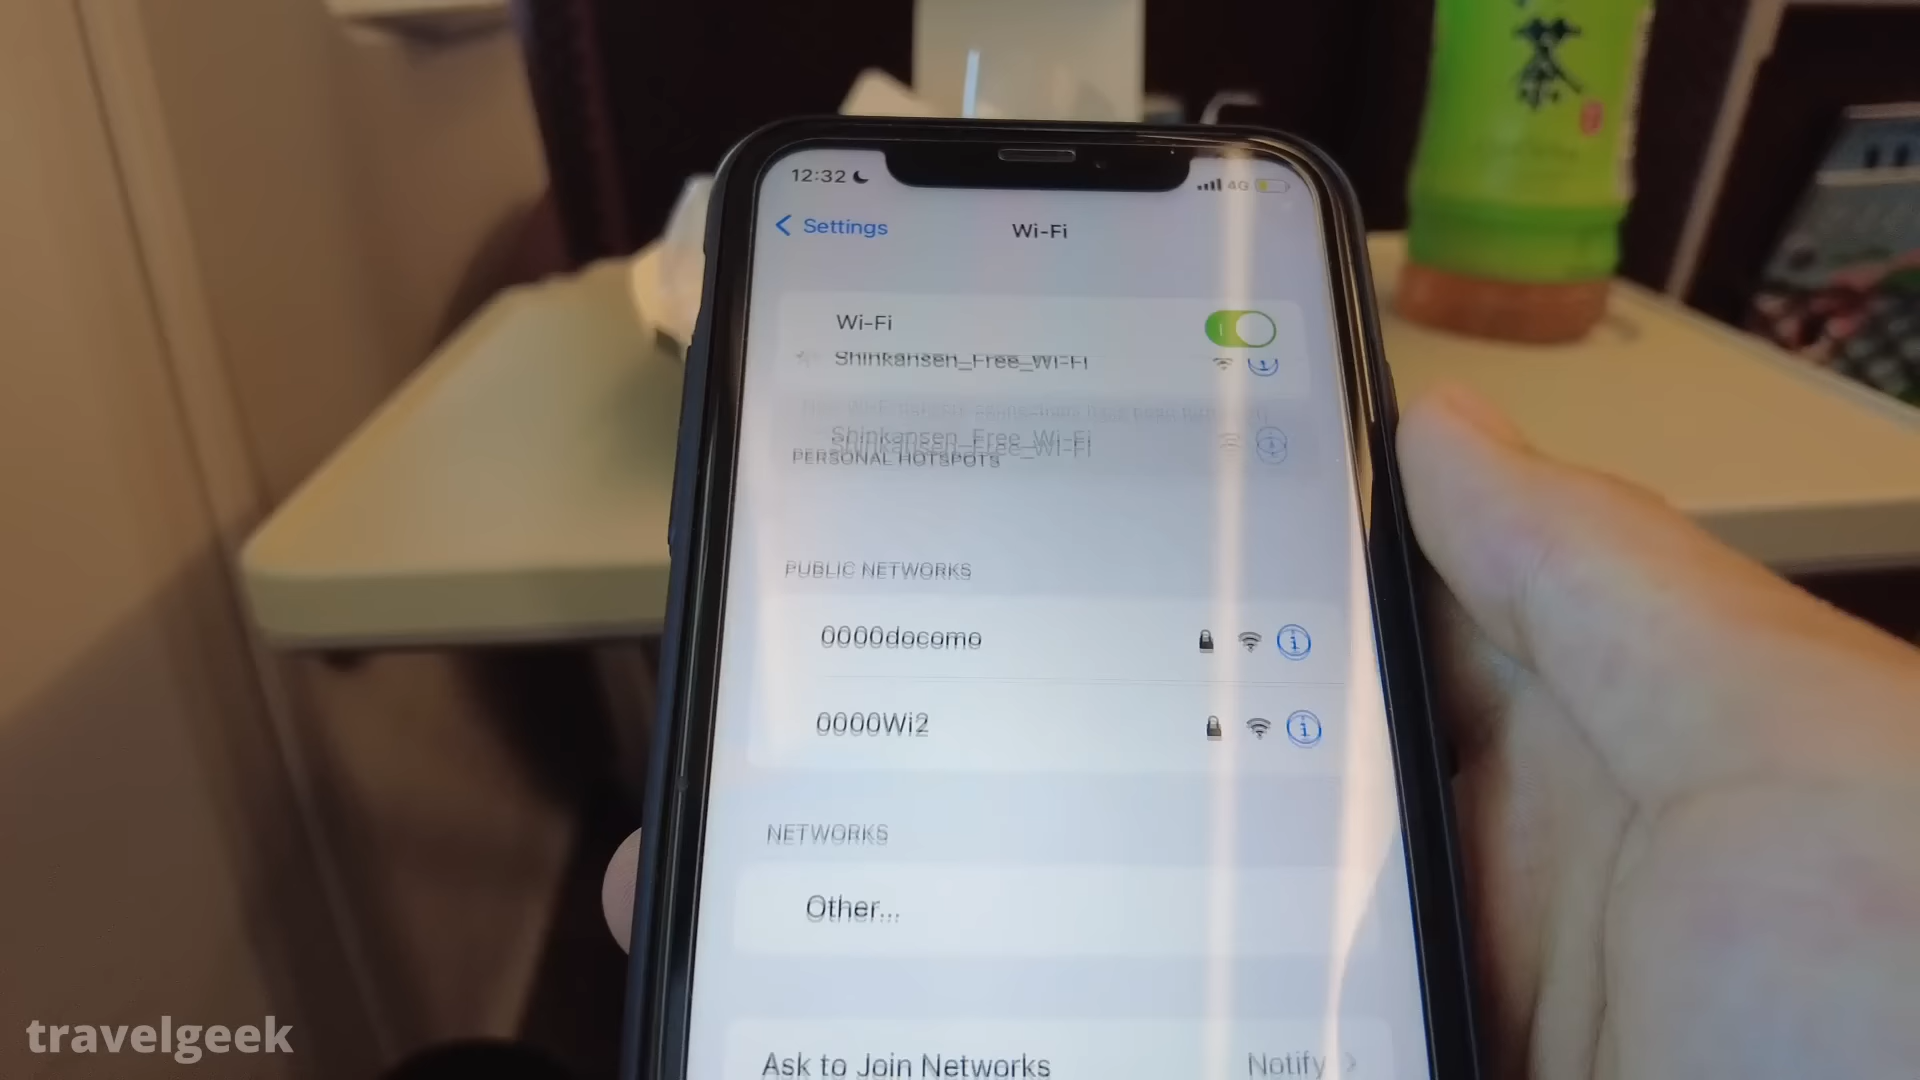 茶
12:32
4G
Settings
Wi-Fi
Wi-Fi
Shinkansen_Free_Wi-Fi
Shinkansen_Free_Wi-Fi
PERSONAL HOTSPOTS
PUBLIC NETWORKS
0000docomo
0000Wi2
NETWORKS
Other...
Ask to Join Networks
Notify
travelgeek